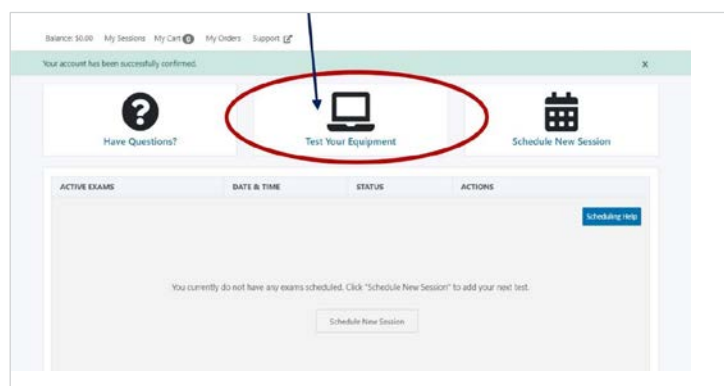 Balance: $0.00 My Sessions My Cart 0 My Orders Support
Your account has been successfully confirmed. X
Have Questions? Test Your Equipment Schedule New Session
ACTIVE EXAMS DATE & TIME STATUS ACTIONS
Scheduling Help
You currently do not have any exams scheduled. Click "Schedule New Session" to add your next test.
Schedule New Session